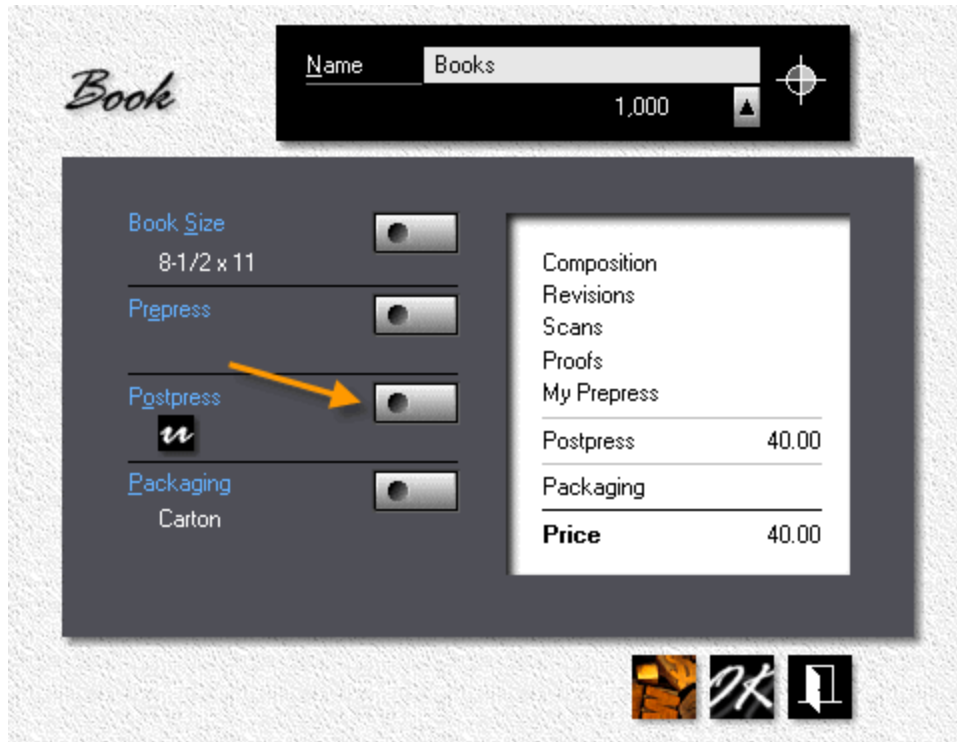 Book
Name Books
1,000
Book Size
8-1/2 x 11
Prepress
Postpress
Packaging
Carton
Composition
Revisions
Scans
Proofs
My Prepress
Postpress 40.00
Packaging
Price 40.00
OK